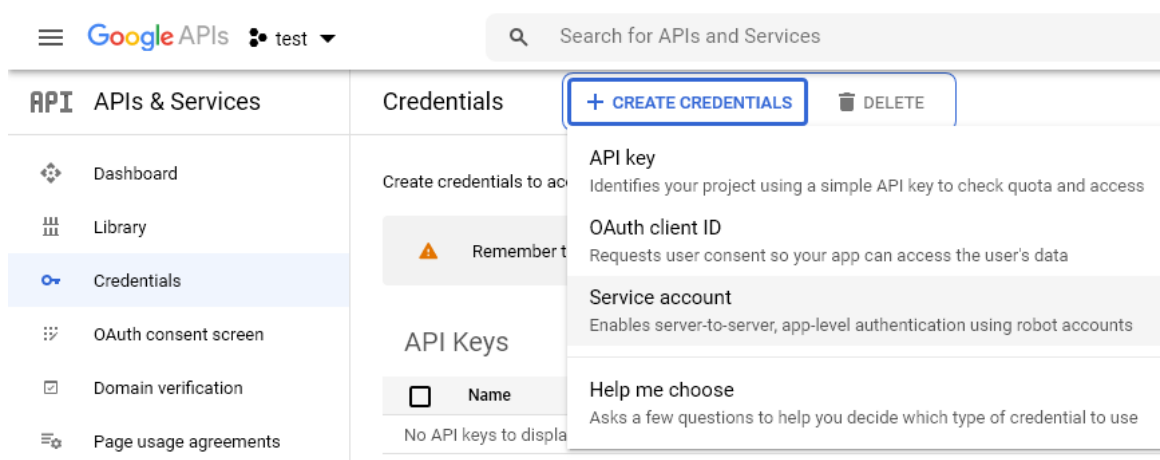 Google APIs test Search for APIs and Services
API APIs & Services
Credentials
+ CREATE CREDENTIALS
DELETE
Dashboard
Library
Credentials
OAuth consent screen
Domain verification
Page usage agreements
Create credentials to ac
Remember t
API Keys
Name
No API keys to displa
API key
Identifies your project using a simple API key to check quota and access
OAuth client ID
Requests user consent so your app can access the user's data
Service account
Enables server-to-server, app-level authentication using robot accounts
Help me choose
Asks a few questions to help you decide which type of credential to use